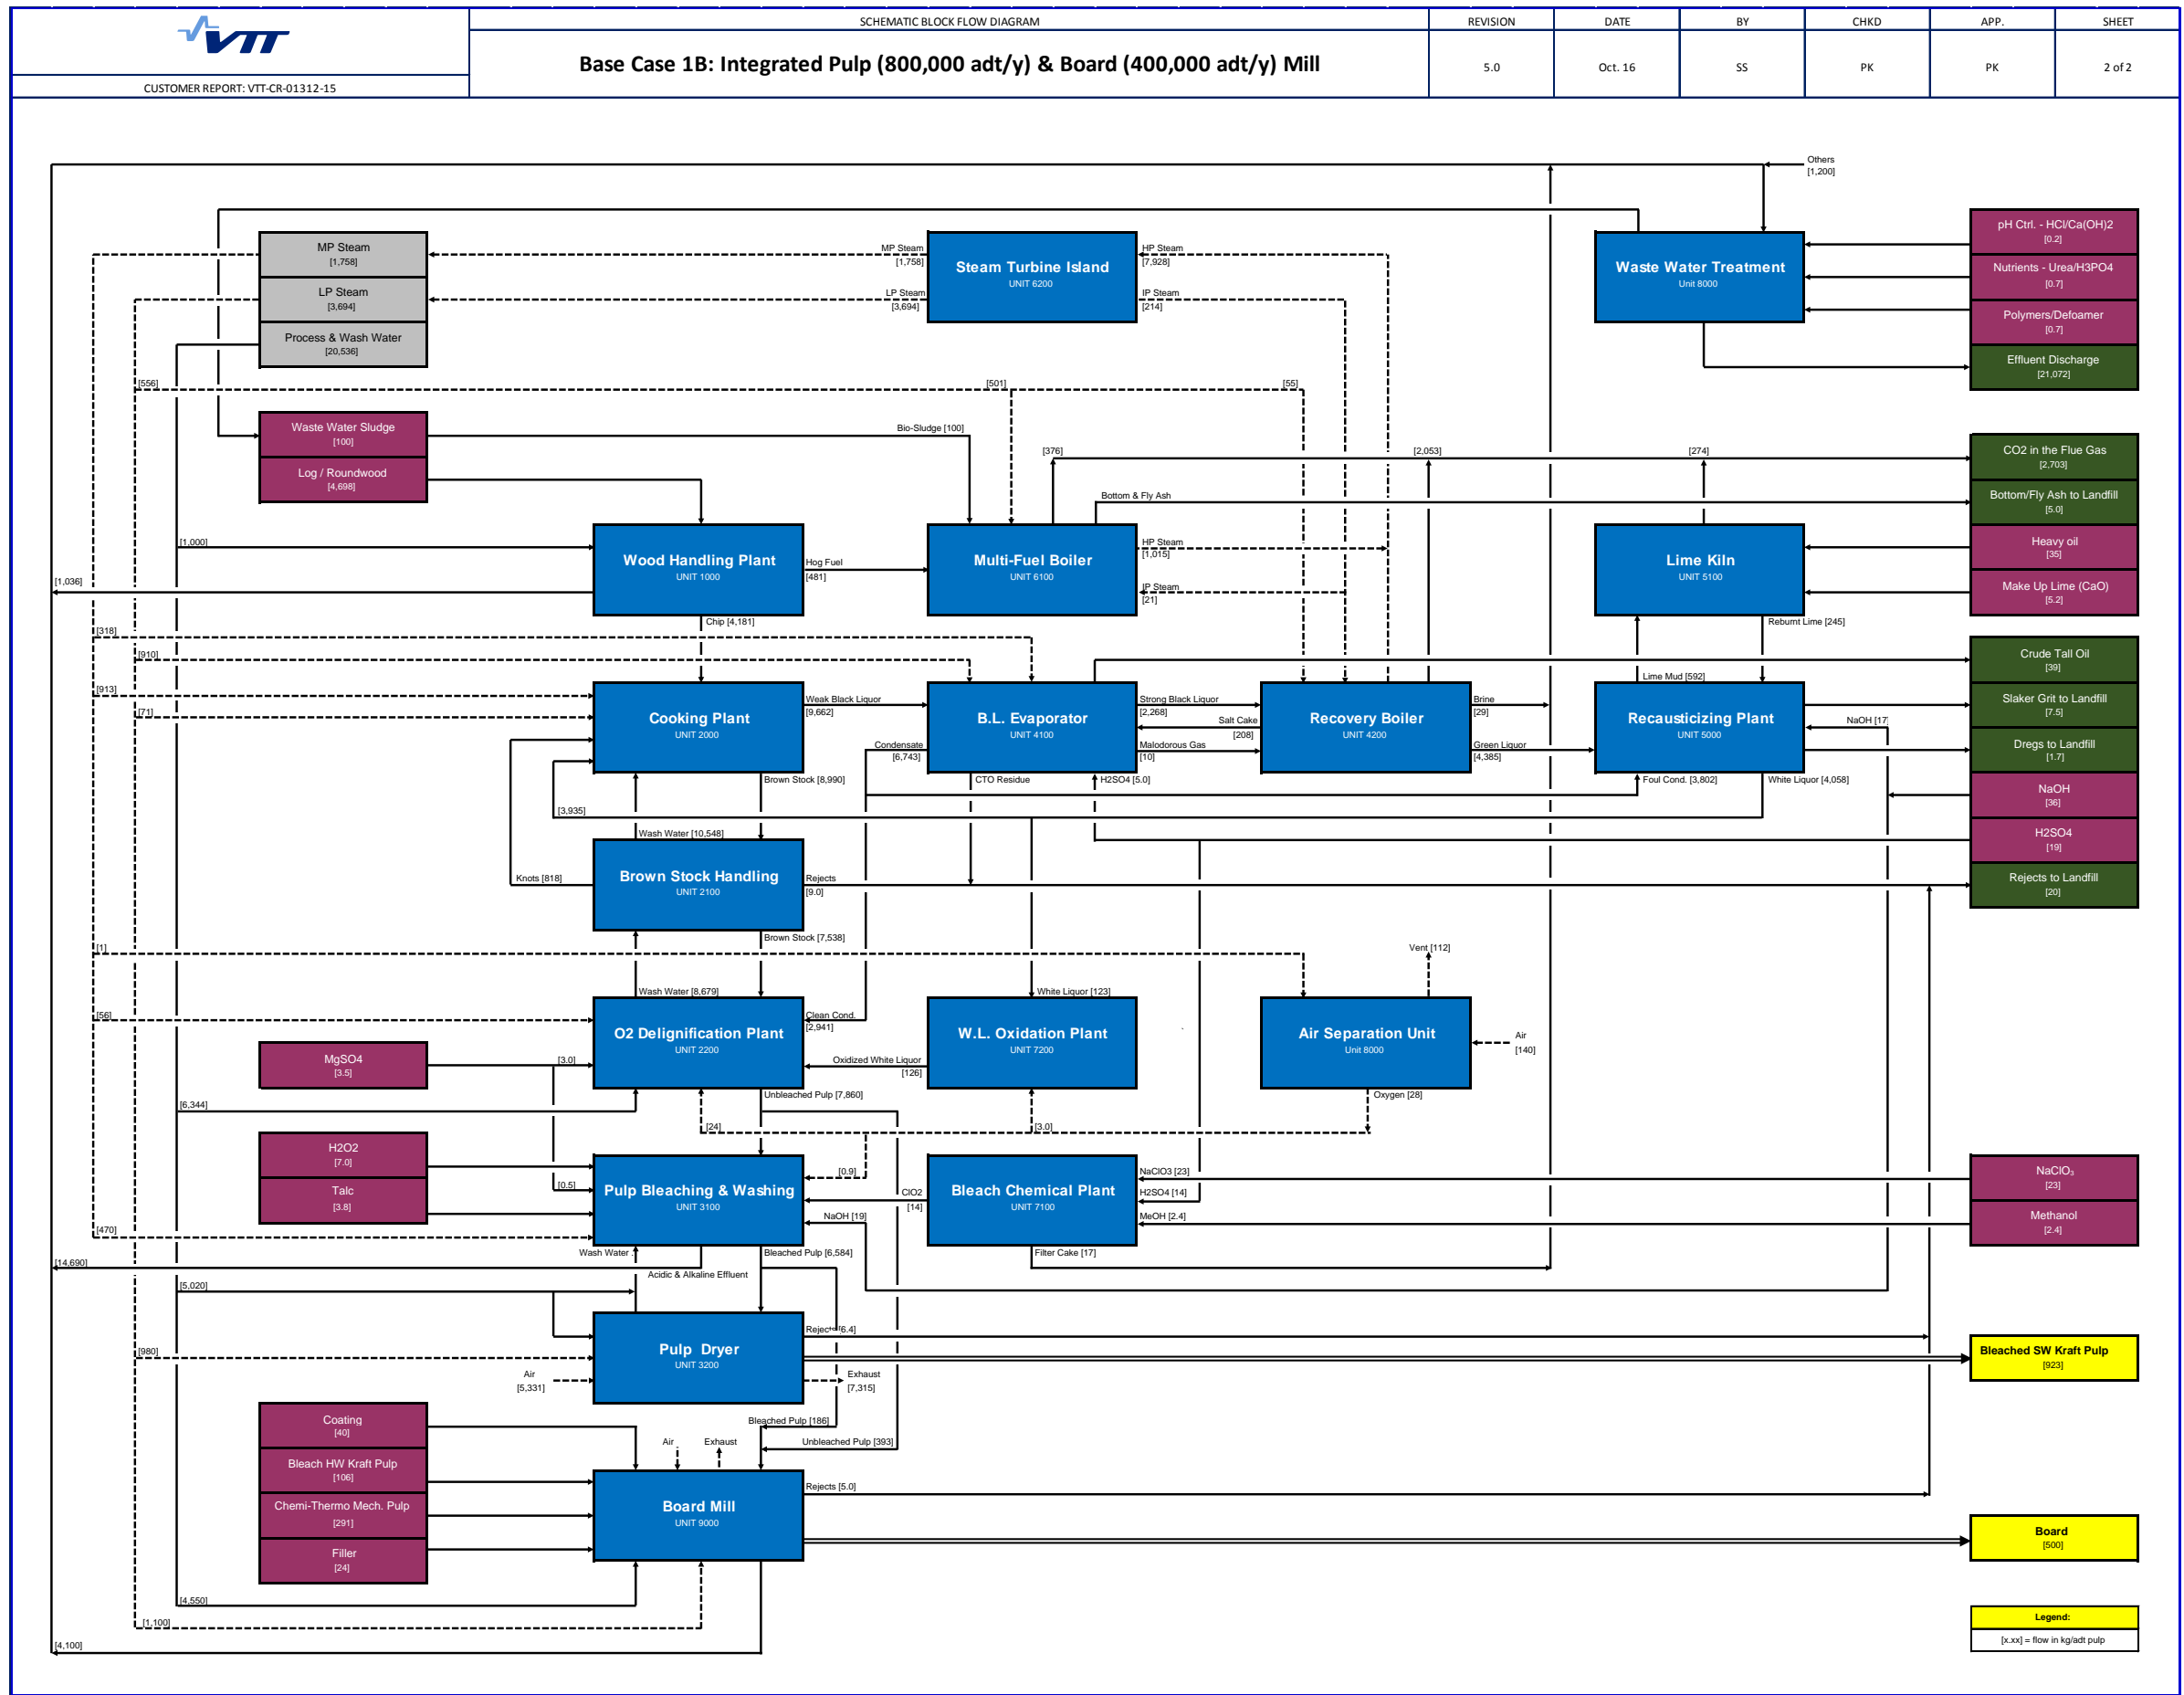 VTT
CUSTOMER REPORT: VTT-CR-01312-15
SCHEMATIC BLOCK FLOW DIAGRAM
Base Case 1B: Integrated Pulp (800,000 adt/y) & Board (400,000 adt/y) Mill
REVISION
DATE
BY
CHKD
APP.
SHEET
5.0
Oct. 16
SS
PK
PK
2 of 2
Others
[1,200]
MP Steam
[1,758]
LP Steam
[3,694]
Process & Wash Water
[20,536]
MP Steam
[1,758]
LP Steam
[3,694]
Steam Turbine Island
UNIT 6200
HP Steam
[7,928]
IP Steam
[214]
Waste Water Treatment
Unit 8000
pH Ctrl. - HCl/Ca(OH)2
[0.2]
Nutrients - Urea/H3PO4
[0.7]
Polymers/Defoamer
[0.7]
Effluent Discharge
[21,072]
[556]
[501]
[55]
Waste Water Sludge
[100]
Log / Roundwood
[4,698]
Bio-Sludge [100]
[376]
[2,053]
[274]
Bottom & Fly Ash
CO2 in the Flue Gas
[2,703]
Bottom/Fly Ash to Landfill
[5.0]
Heavy oil
[35]
Make Up Lime (CaO)
[5.2]
[1,000]
[1,036]
Wood Handling Plant
UNIT 1000
Hog Fuel
[481]
Multi-Fuel Boiler
UNIT 6100
HP Steam
[1,015]
IP Steam
[21]
Lime Kiln
UNIT 5100
Chip [4,181]
Reburnt Lime [245]
[318]
[910]
[913]
[71]
Cooking Plant
UNIT 2000
Weak Black Liquor
[9,662]
Condensate
[6,743]
B.L. Evaporator
UNIT 4100
Strong Black Liquor
[2,268]
Salt Cake
[208]
Malodorous Gas
[10]
Recovery Boiler
UNIT 4200
Brine
[29]
Green Liquor
[4,385]
Lime Mud [592]
Recausticizing Plant
UNIT 5000
NaOH [17]
Crude Tall Oil
[39]
Slaker Grit to Landfill
[7.5]
Dregs to Landfill
[1.7]
NaOH
[36]
H2SO4
[19]
Rejects to Landfill
[20]
Brown Stock [8,990]
CTO Residue
H2SO4 [5.0]
Foul Cond. [3,802]
White Liquor [4,058]
[3,935]
Wash Water [10,548]
Knots [818]
Brown Stock Handling
UNIT 2100
Rejects
[9.0]
Brown Stock [7,538]
[1]
Vent [112]
Wash Water [8,679]
White Liquor [123]
[56]
O2 Delignification Plant
UNIT 2200
Clean Cond.
[2,941]
Oxidized White Liquor
[126]
W.L. Oxidation Plant
UNIT 7200
Air Separation Unit
Unit 8000
Air
[140]
MgSO4
[3.5]
[3.0]
[6,344]
Unbleached Pulp [7,860]
Oxygen [28]
[24]
[3.0]
H2O2
[7.0]
Talc
[3.8]
[0.5]
[470]
Pulp Bleaching & Washing
UNIT 3100
[0.9]
ClO2
[14]
NaOH [19]
Bleach Chemical Plant
UNIT 7100
NaClO3 [23]
H2SO4 [14]
MeOH [2.4]
NaClO₃
[23]
Methanol
[2.4]
Wash Water
Bleached Pulp [6,584]
Filter Cake [17]
[14,690]
Acidic & Alkaline Effluent
[5,020]
[980]
Pulp Dryer
UNIT 3200
Rejects [6.4]
Air
[5,331]
Exhaust
[7,315]
Bleached SW Kraft Pulp
[923]
Coating
[40]
Bleach HW Kraft Pulp
[106]
Chemi-Thermo Mech. Pulp
[291]
Filler
[24]
Bleached Pulp [186]
Air
Exhaust
Unbleached Pulp [393]
Board Mill
UNIT 9000
Rejects [5.0]
Board
[500]
[4,550]
[1,100]
[4,100]
Legend:
[x.xx] = flow in kg/adt pulp